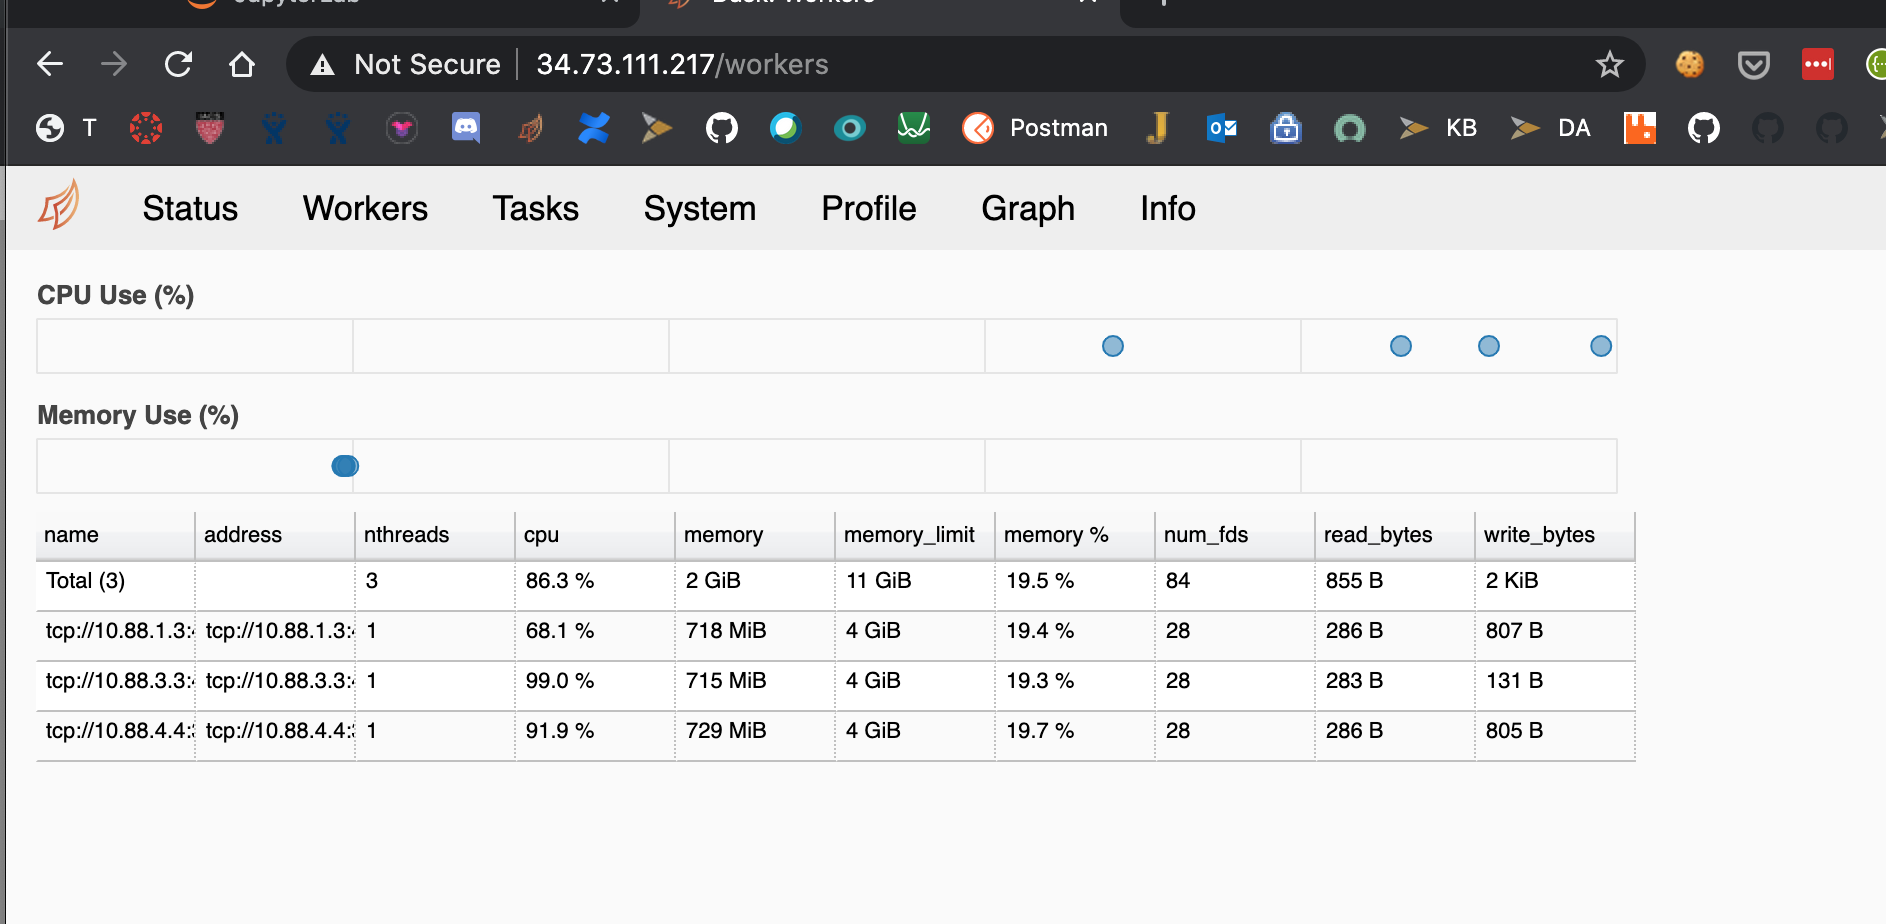 Not Secure 34.73.111.217/workers
T Postman KB DA
Status Workers Tasks System Profile Graph Info
CPU Use (%)
Memory Use (%)
name address nthreads cpu memory memory_limit memory % num_fds read_bytes write_bytes
Total (3) 3 86.3 % 2 GiB 11 GiB 19.5 % 84 855 B 2 KiB
tcp://10.88.1.3: tcp://10.88.1.3: 1 68.1 % 718 MiB 4 GiB 19.4 % 28 286 B 807 B
tcp://10.88.3.3: tcp://10.88.3.3: 1 99.0 % 715 MiB 4 GiB 19.3 % 28 283 B 131 B
tcp://10.88.4.4: tcp://10.88.4.4: 1 91.9 % 729 MiB 4 GiB 19.7 % 28 286 B 805 B